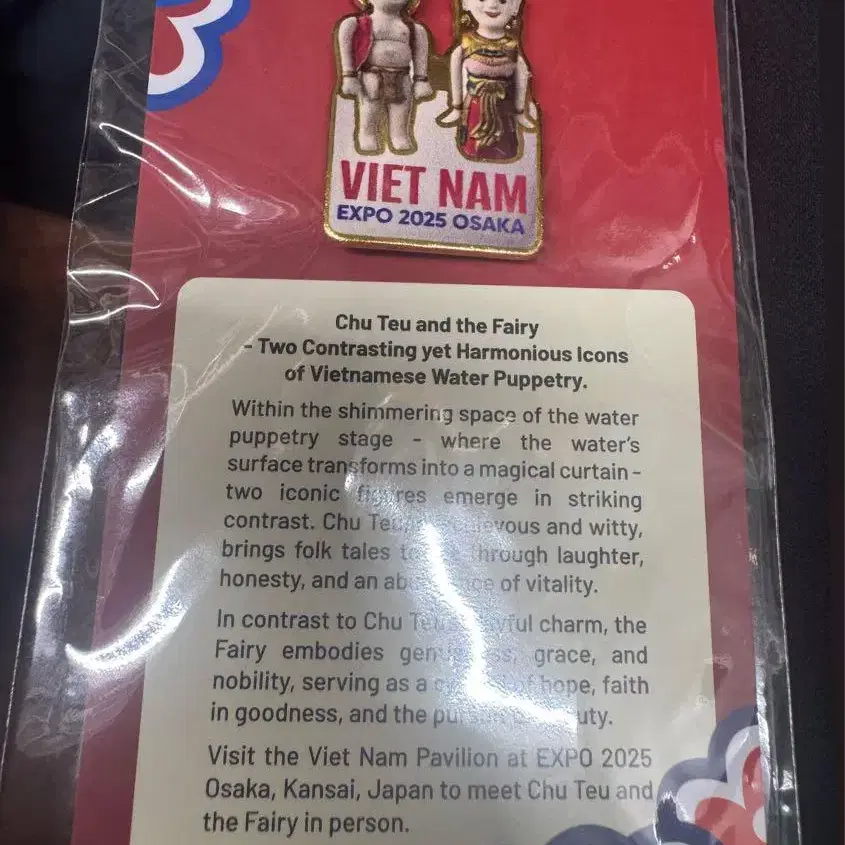 VIET NAM
EXPO 2025 OSAKA
Chu Teu and the Fairy
- Two Contrasting yet Harmonious Icons
of Vietnamese Water Puppetry.
Within the shimmering space of the water
puppetry stage - where the water's
surface transforms into a magical curtain -
two iconic figures emerge in striking
contrast. Chu Teu, and witty,
brings folk tales through laughter,
honesty, and an of vitality.
In contrast to Chu charm, the
Fairy embodies grace, and
nobility, serving as a of hope, faith
in goodness, and the
Visit the Viet Nam Pavilion at EXPO 2025
Osaka, Kansai, Japan to meet Chu Teu and
the Fairy in person.